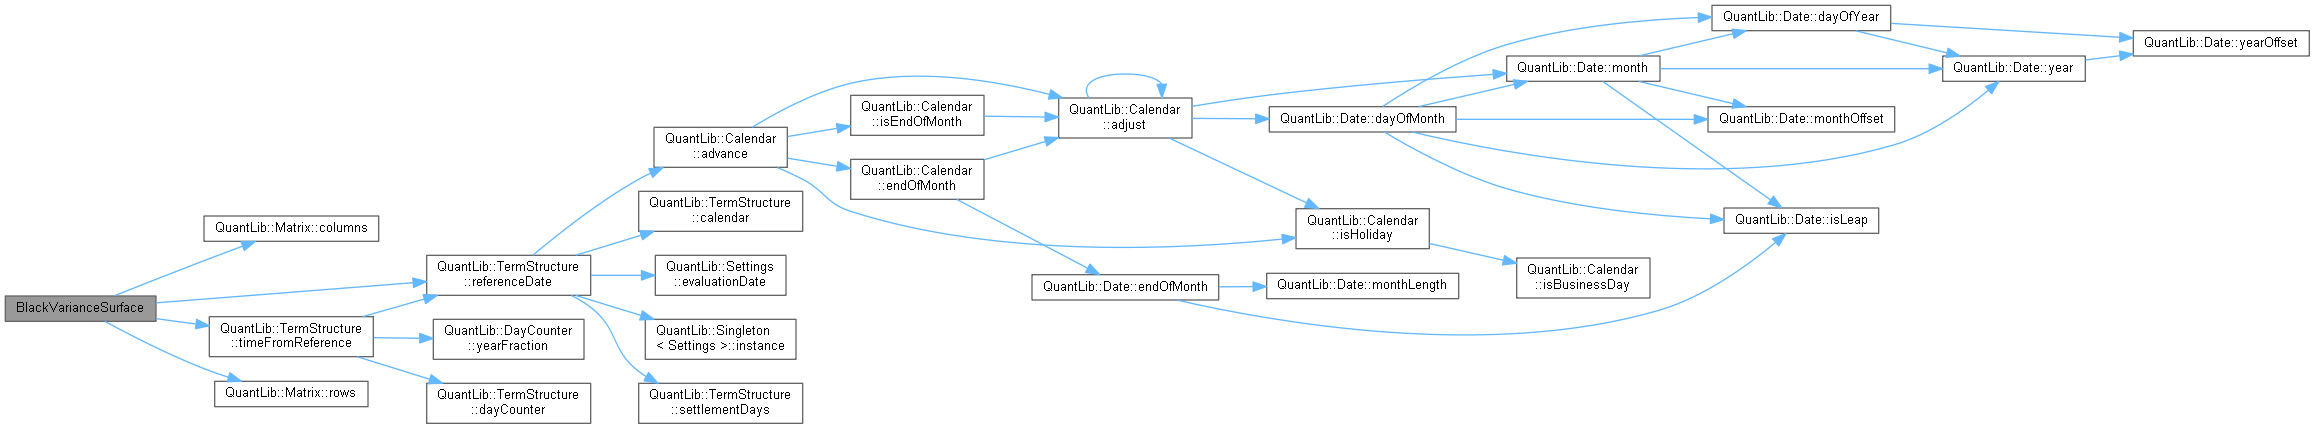 BlackVarianceSurface
QuantLib::Matrix::columns
QuantLib::TermStructure
::timeFromReference
QuantLib::Matrix::rows
QuantLib::TermStructure
::referenceDate
QuantLib::DayCounter
::yearFraction
QuantLib::TermStructure
::dayCounter
QuantLib::Calendar
::advance
QuantLib::TermStructure
::calendar
QuantLib::Settings
::evaluationDate
QuantLib::Singleton
< Settings >::instance
QuantLib::TermStructure
::settlementDays
QuantLib::Calendar
::isEndOfMonth
QuantLib::Calendar
::endOfMonth
QuantLib::Calendar
::adjust
QuantLib::Date::endOfMonth
QuantLib::Date::dayOfMonth
QuantLib::Calendar
::isHoliday
QuantLib::Date::monthLength
QuantLib::Date::month
QuantLib::Calendar
::isBusinessDay
QuantLib::Date::dayOfYear
QuantLib::Date::monthOffset
QuantLib::Date::isLeap
QuantLib::Date::year
QuantLib::Date::yearOffset